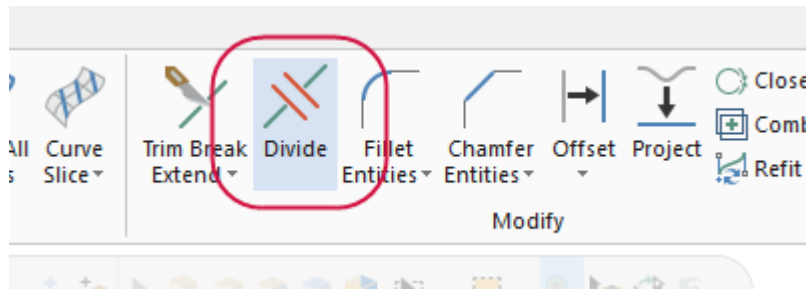 All Curve Trim Break Divide Fillet Chamfer Offset Project Close
s Slice Extend Entities Entities Comb
Refit
Modify